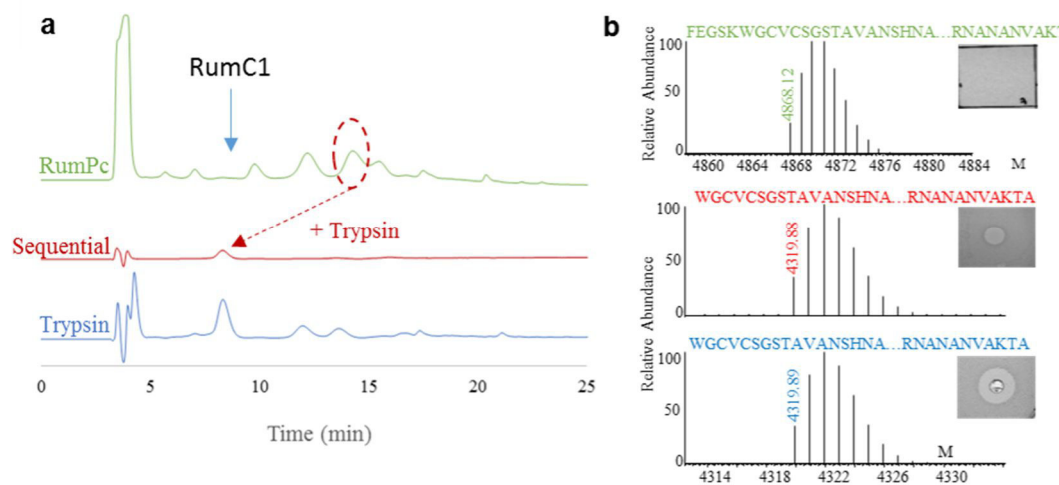 a
RumC1
RumPc
Sequential
+ Trypsin
Trypsin
0 5 10 15 20 25
Time (min)
b
FEGSKWGCVCSGSTAVANSHNA...RNANANVAKT
Relative Abundance
100
50
0
4868.12
4860 4864 4868 4872 4876 4880 4884 M
WGCVCSGSTAVANSHNA...RNANANVAKTA
Relative Abundance
100
50
0
4319.88
WGCVCSGSTAVANSHNA...RNANANVAKTA
Relative Abundance
100
50
0
4319.89
M
4314 4318 4322 4326 4330